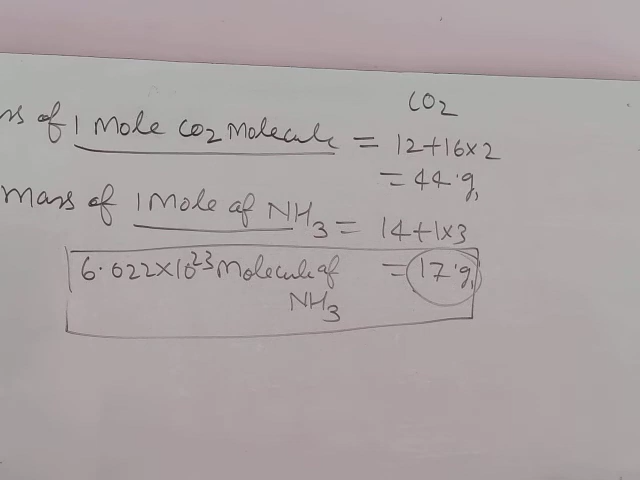 CO2
of 1 Mole CO2 Molecule = 12+16×2
= 44.g,
mass of 1 Mole of NH3 = 14+1×3
6.022×10^23 Molecule of = 17.g,
NH3